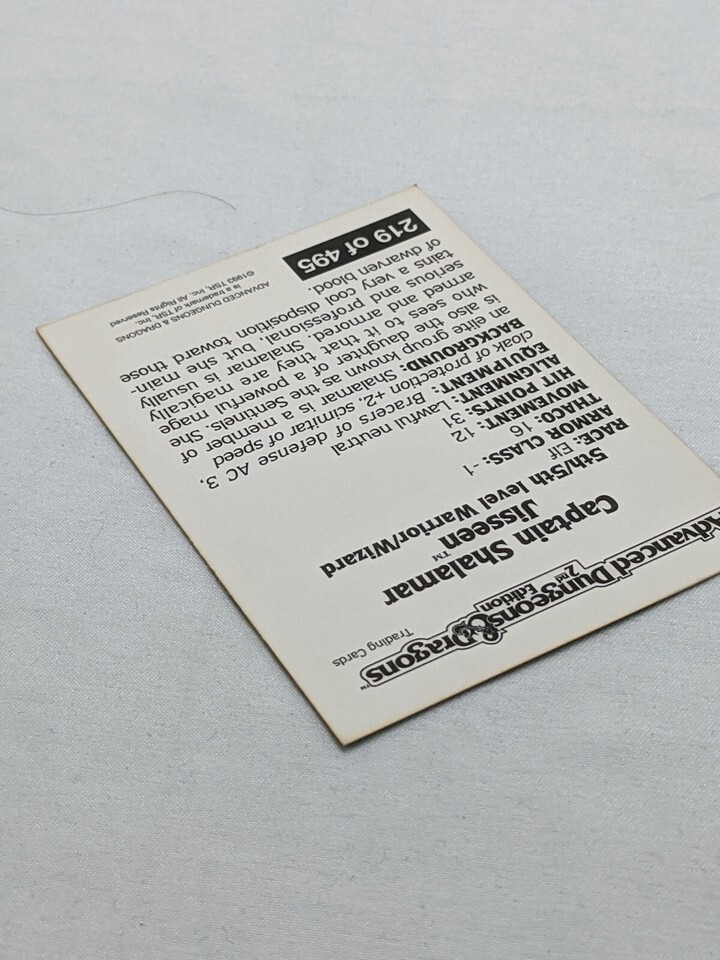 Advanced Dungeons & Dragons™
2nd Edition
Trading Cards
Captain Shalamar
Jisseen™
5th/5th level Warrior/Wizard
RACE: Elf
ARMOR CLASS: -1
THACO: 16
MOVEMENT: 12
HIT POINTS: 31
ALIGNMENT: Lawful neutral
EQUIPMENT: Bracers of defense AC 3,
cloak of protection +2, scimitar of speed
BACKGROUND: Shalamar is a member of
an elite group known as the Sentinels. She
is also the daughter of a powerful mage
who sees to it that they are magically
armed and armored. Shalamar is usually
serious and professional, but she main-
tains a very cool disposition toward those
of dwarven blood.
219 of 495
ADVANCED DUNGEONS & DRAGONS
is a trademark of TSR, Inc.
©1993 TSR, Inc. All Rights Reserved